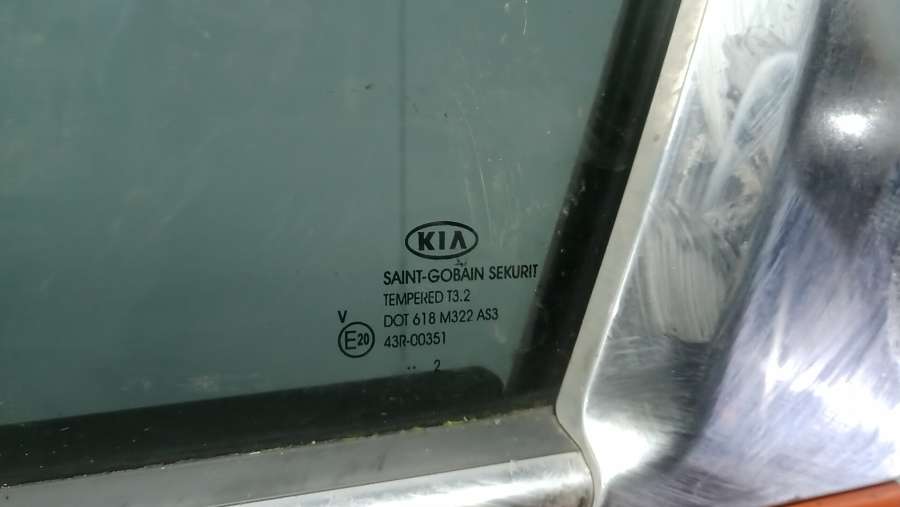 KIA
SAINT-GOBAIN SEKURIT
TEMPERED T3.2
V
DOT 618 M322 AS3
E20
43R-00351
.. 2